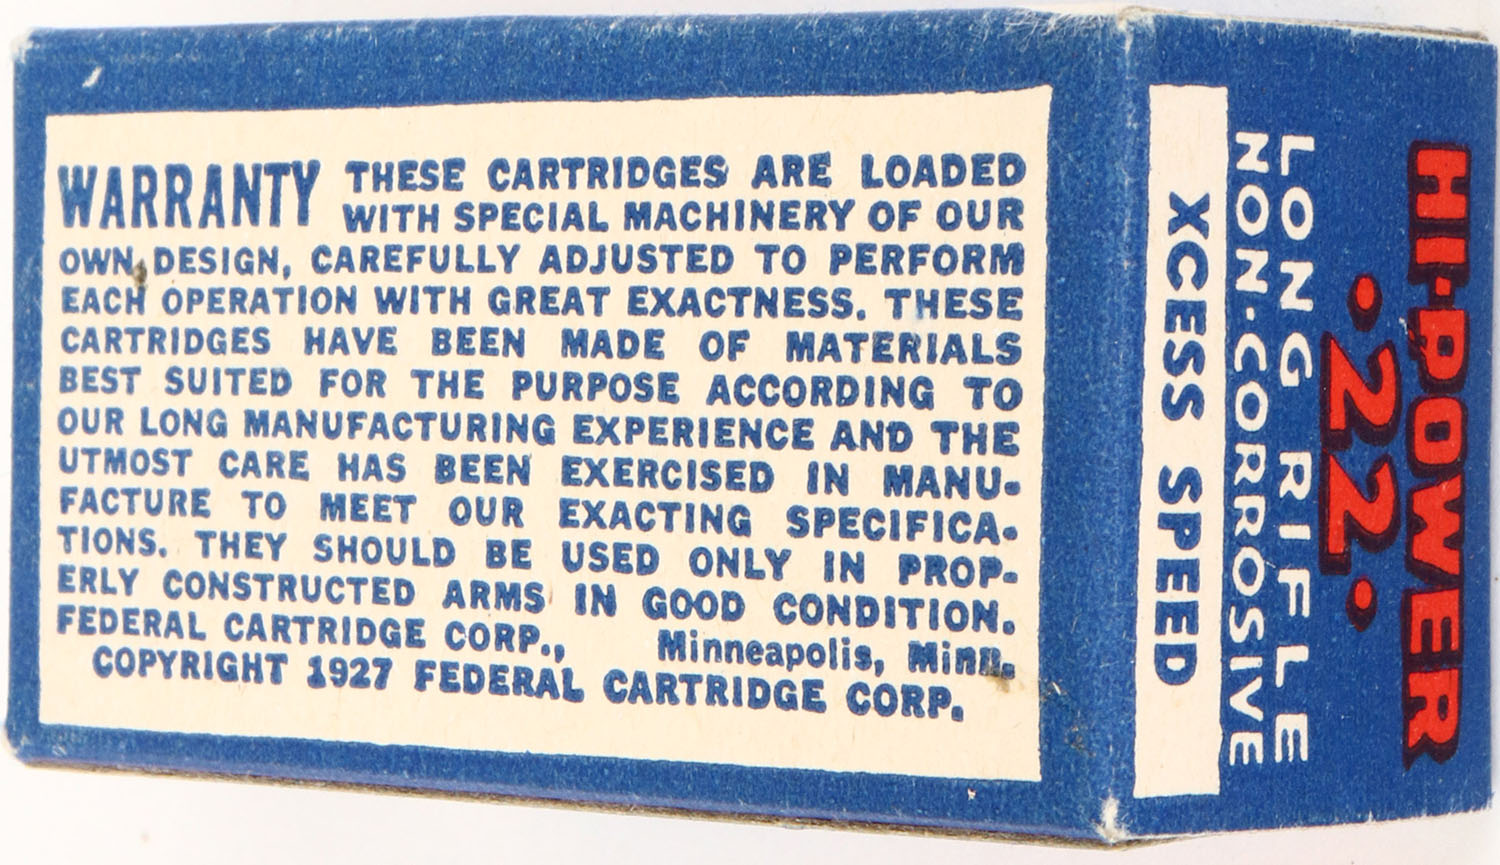 WARRANTY THESE CARTRIDGES ARE LOADED
WITH SPECIAL MACHINERY OF OUR
OWN DESIGN, CAREFULLY ADJUSTED TO PERFORM
EACH OPERATION WITH GREAT EXACTNESS. THESE
CARTRIDGES HAVE BEEN MADE OF MATERIALS
BEST SUITED FOR THE PURPOSE ACCORDING TO
OUR LONG MANUFACTURING EXPERIENCE AND THE
UTMOST CARE HAS BEEN EXERCISED IN MANU-
FACTURE TO MEET OUR EXACTING SPECIFICA-
TIONS. THEY SHOULD BE USED ONLY IN PROP-
ERLY CONSTRUCTED ARMS IN GOOD CONDITION.
FEDERAL CARTRIDGE CORP., Minneapolis, Minn.
COPYRIGHT 1927 FEDERAL CARTRIDGE CORP.
HI-POWER
·22·
LONG RIFLE
NON-CORROSIVE
XCESS SPEED